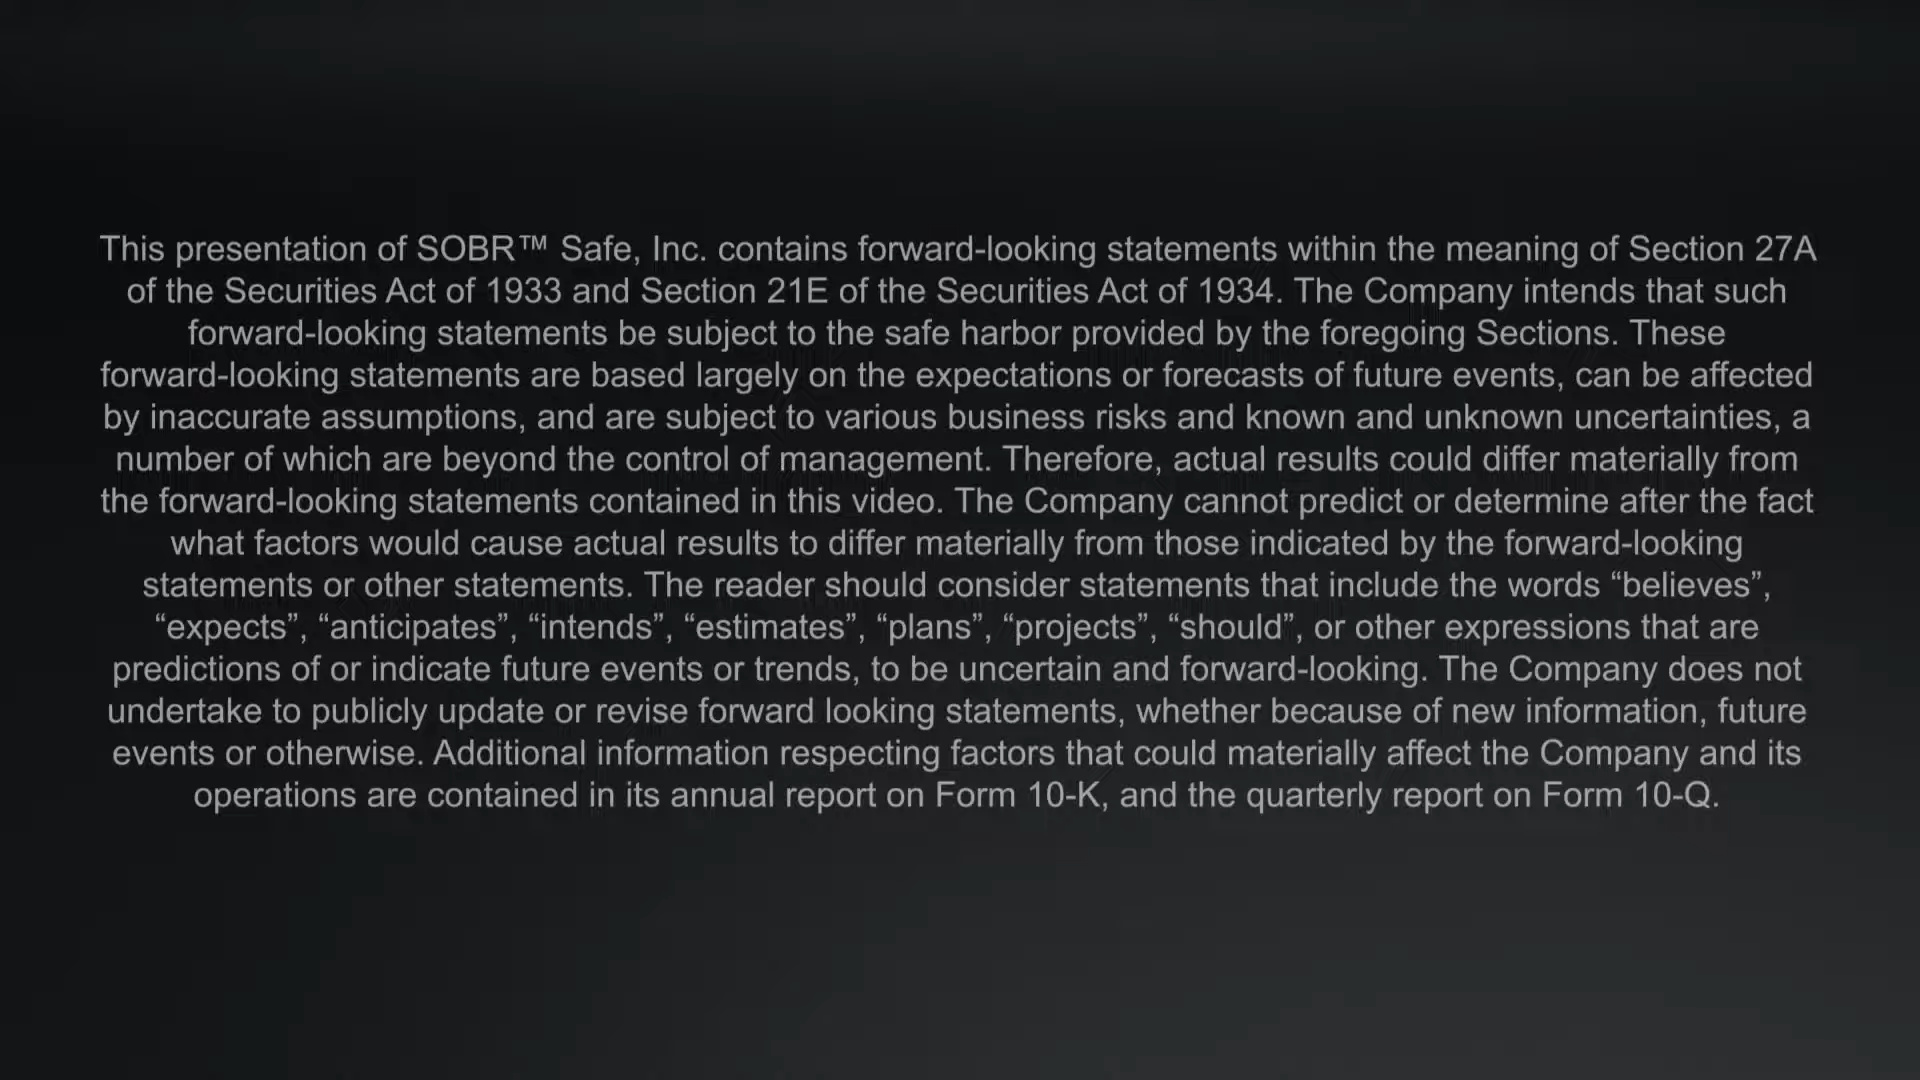 This presentation of SOBR™ Safe, Inc. contains forward-looking statements within the meaning of Section 27A
of the Securities Act of 1933 and Section 21E of the Securities Act of 1934. The Company intends that such
forward-looking statements be subject to the safe harbor provided by the foregoing Sections. These
forward-looking statements are based largely on the expectations or forecasts of future events, can be affected
by inaccurate assumptions, and are subject to various business risks and known and unknown uncertainties, a
number of which are beyond the control of management. Therefore, actual results could differ materially from
the forward-looking statements contained in this video. The Company cannot predict or determine after the fact
what factors would cause actual results to differ materially from those indicated by the forward-looking
statements or other statements. The reader should consider statements that include the words “believes”,
“expects”, “anticipates”, “intends”, “estimates”, “plans”, “projects”, “should”, or other expressions that are
predictions of or indicate future events or trends, to be uncertain and forward-looking. The Company does not
undertake to publicly update or revise forward looking statements, whether because of new information, future
events or otherwise. Additional information respecting factors that could materially affect the Company and its
operations are contained in its annual report on Form 10-K, and the quarterly report on Form 10-Q.